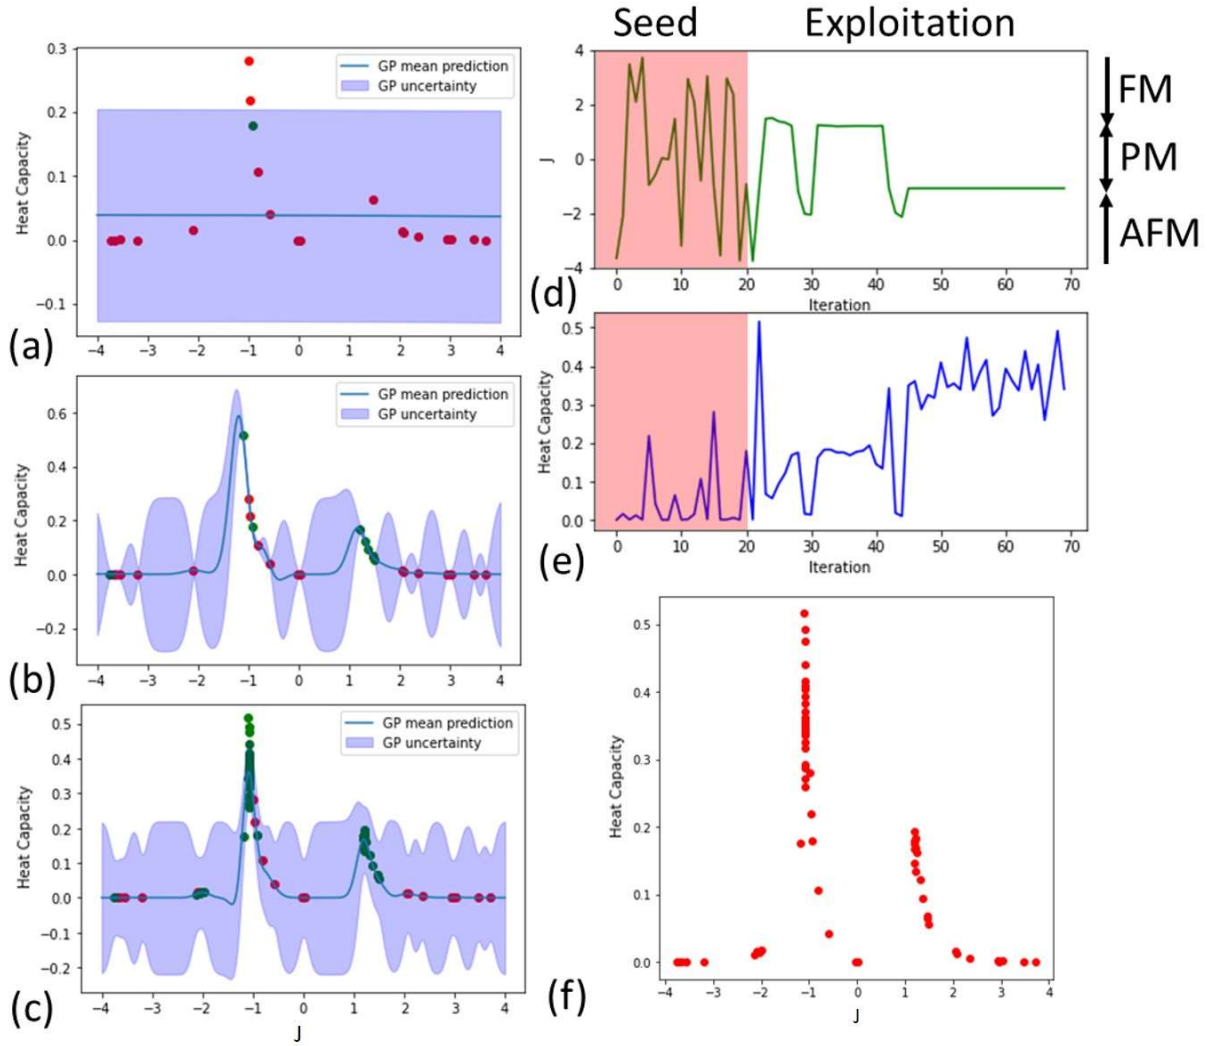 Seed Exploitation
0.3
0.2
0.1
0.0
−0.1
Heat Capacity
GP mean prediction
GP uncertainty
−4 −3 −2 −1 0 1 2 3 4
(a)
0.6
0.4
0.2
0.0
−0.2
Heat Capacity
GP mean prediction
GP uncertainty
−4 −3 −2 −1 0 1 2 3 4
(b)
0.5
0.4
0.3
0.2
0.1
0.0
−0.1
−0.2
Heat Capacity
GP mean prediction
GP uncertainty
−4 −3 −2 −1 0 1 2 3 4
J
(c)
4
2
0
−2
−4
J
0 10 20 30 40 50 60 70
Iteration
(d)
FM
PM
AFM
0.5
0.4
0.3
0.2
0.1
0.0
Heat Capacity
0 10 20 30 40 50 60 70
Iteration
(e)
0.5
0.4
0.3
0.2
0.1
0.0
Heat Capacity
−4 −3 −2 −1 0 1 2 3 4
J
(f)